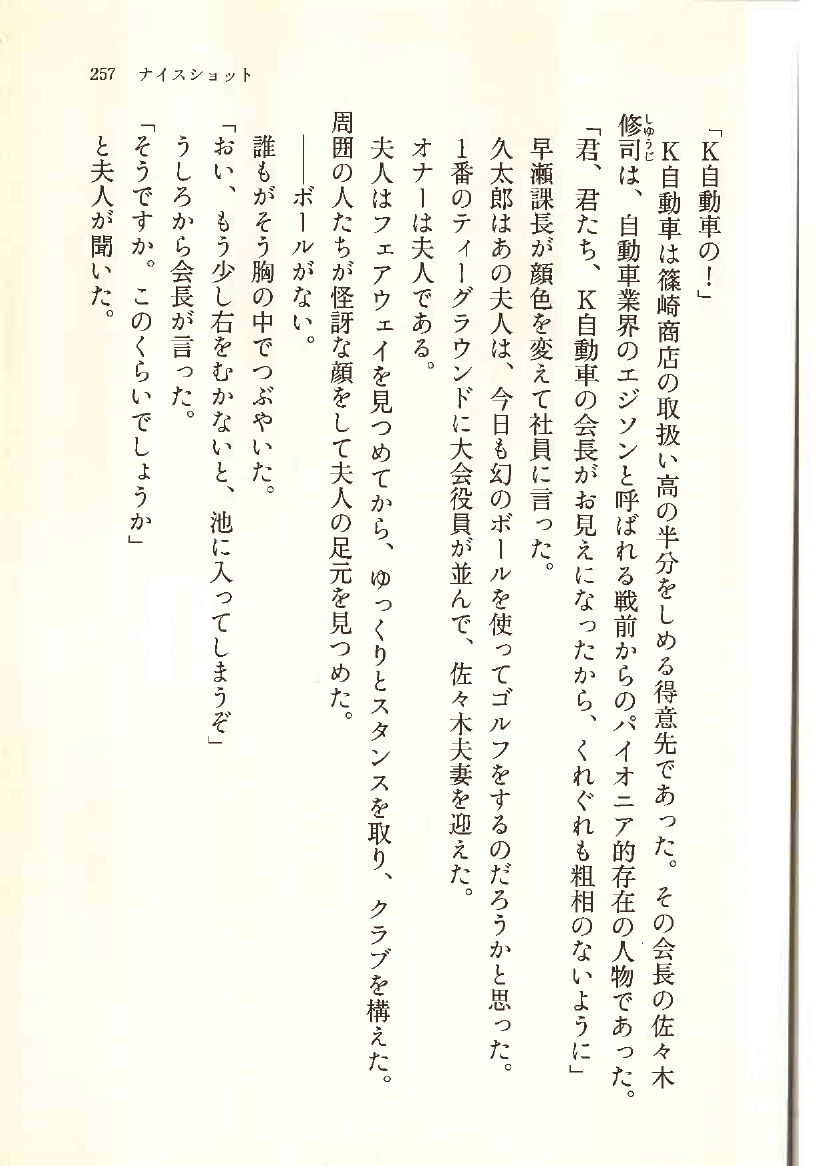 257 ナイスショット
「K自動車の！」
K自動車は篠崎商店の取扱い高の半分をしめる得意先であった。その会長の佐々木
修司は、自動車業界のエジソンと呼ばれる戦前からのパイオニア的存在の人物であった。
しゆうじ
「君、君たち、K自動車の会長がお見えになったから、くれぐれも粗相のないように」
早瀬課長が顔色を変えて社員に言った。
久太郎はあの夫人は、今日も幻のボールを使ってゴルフをするのだろうかと思った。
1番のティーグラウンドに大会役員が並んで、佐々木夫妻を迎えた。
オナーは夫人である。
夫人はフェアウェイを見つめてから、ゆっくりとスタンスを取り、クラブを構えた。
周囲の人たちが怪訝な顔をして夫人の足元を見つめた。
――ボールがない。
誰もがそう胸の中でつぶやいた。
「おい、もう少し右をむかないと、池に入ってしまうぞ」
うしろから会長が言った。
「そうですか。このくらいでしょうか」
と夫人が聞いた。